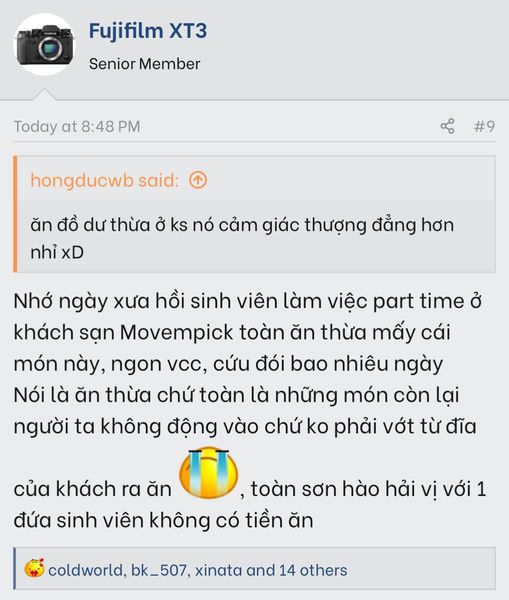 Fujifilm XT3
Senior Member
Today at 8:48 PM
#9
hongducwb said:
ăn đồ dư thừa ở ks nó cảm giác thượng đẳng hơn
nhỉ xD
Nhớ ngày xưa hồi sinh viên làm việc part time ở
khách sạn Movempick toàn ăn thừa mấy cái
món này, ngon vcc, cứu đói bao nhiêu ngày
Nói là ăn thừa chứ toàn là những món còn lại
người ta không động vào chứ ko phải vớt từ đĩa
của khách ra ăn , toàn sơn hào hải vị với 1
đứa sinh viên không có tiền ăn
coldworld, bk_507, xinata and 14 others